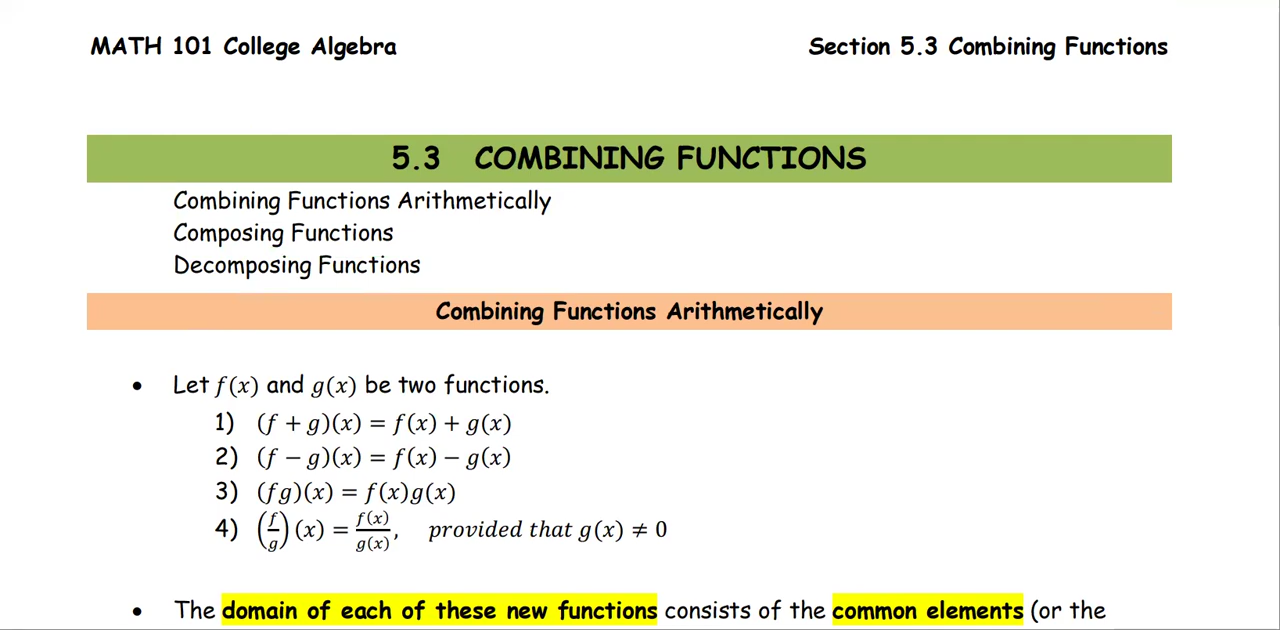 MATH 101 College Algebra Section 5.3 Combining Functions
5.3 COMBINING FUNCTIONS
Combining Functions Arithmetically
Composing Functions
Decomposing Functions
Combining Functions Arithmetically
• Let f(x) and g(x) be two functions.
1) (f + g)(x) = f(x) + g(x)
2) (f − g)(x) = f(x) − g(x)
3) (fg)(x) = f(x)g(x)
4) (f/g)(x) = f(x)/g(x), provided that g(x) ≠ 0
• The domain of each of these new functions consists of the common elements (or the